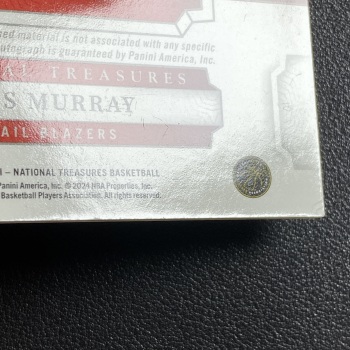 sed material is not associated with any specific
utograph is guaranteed by Panini America, Inc.
AL TREASURES
S MURRAY
AIL BLAZERS
I – NATIONAL TREASURES BASKETBALL
Panini America, Inc. © 2024 NBA Properties, Inc.
Basketball Players Association. All rights reserved.